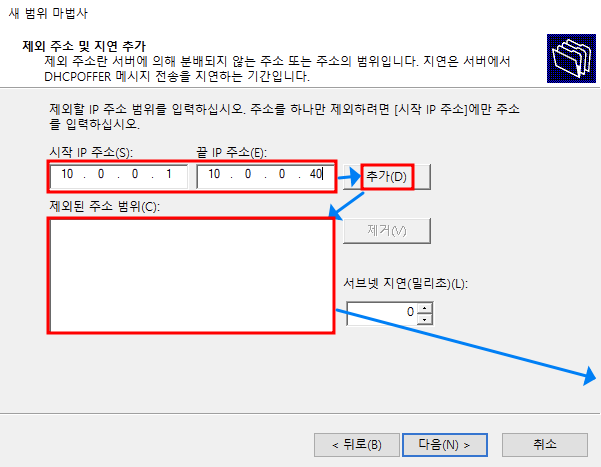 새 범위 마법사
제외 주소 및 지연 추가
제외 주소란 서버에 의해 분배되지 않는 주소 또는 주소의 범위입니다. 지연은 서버에서
DHCPOFFER 메시지 전송을 지연하는 기간입니다.
제외할 IP 주소 범위를 입력하십시오. 주소를 하나만 제외하려면 [시작 IP 주소]에만 주소
를 입력하십시오.
시작 IP 주소(S): 끝 IP 주소(E):
10 . 0 . 0 . 1 10 . 0 . 0 . 40 추가(D)
제외된 주소 범위(C):
제거(V)
서브넷 지연(밀리초)(L):
0
< 뒤로(B) 다음(N) > 취소